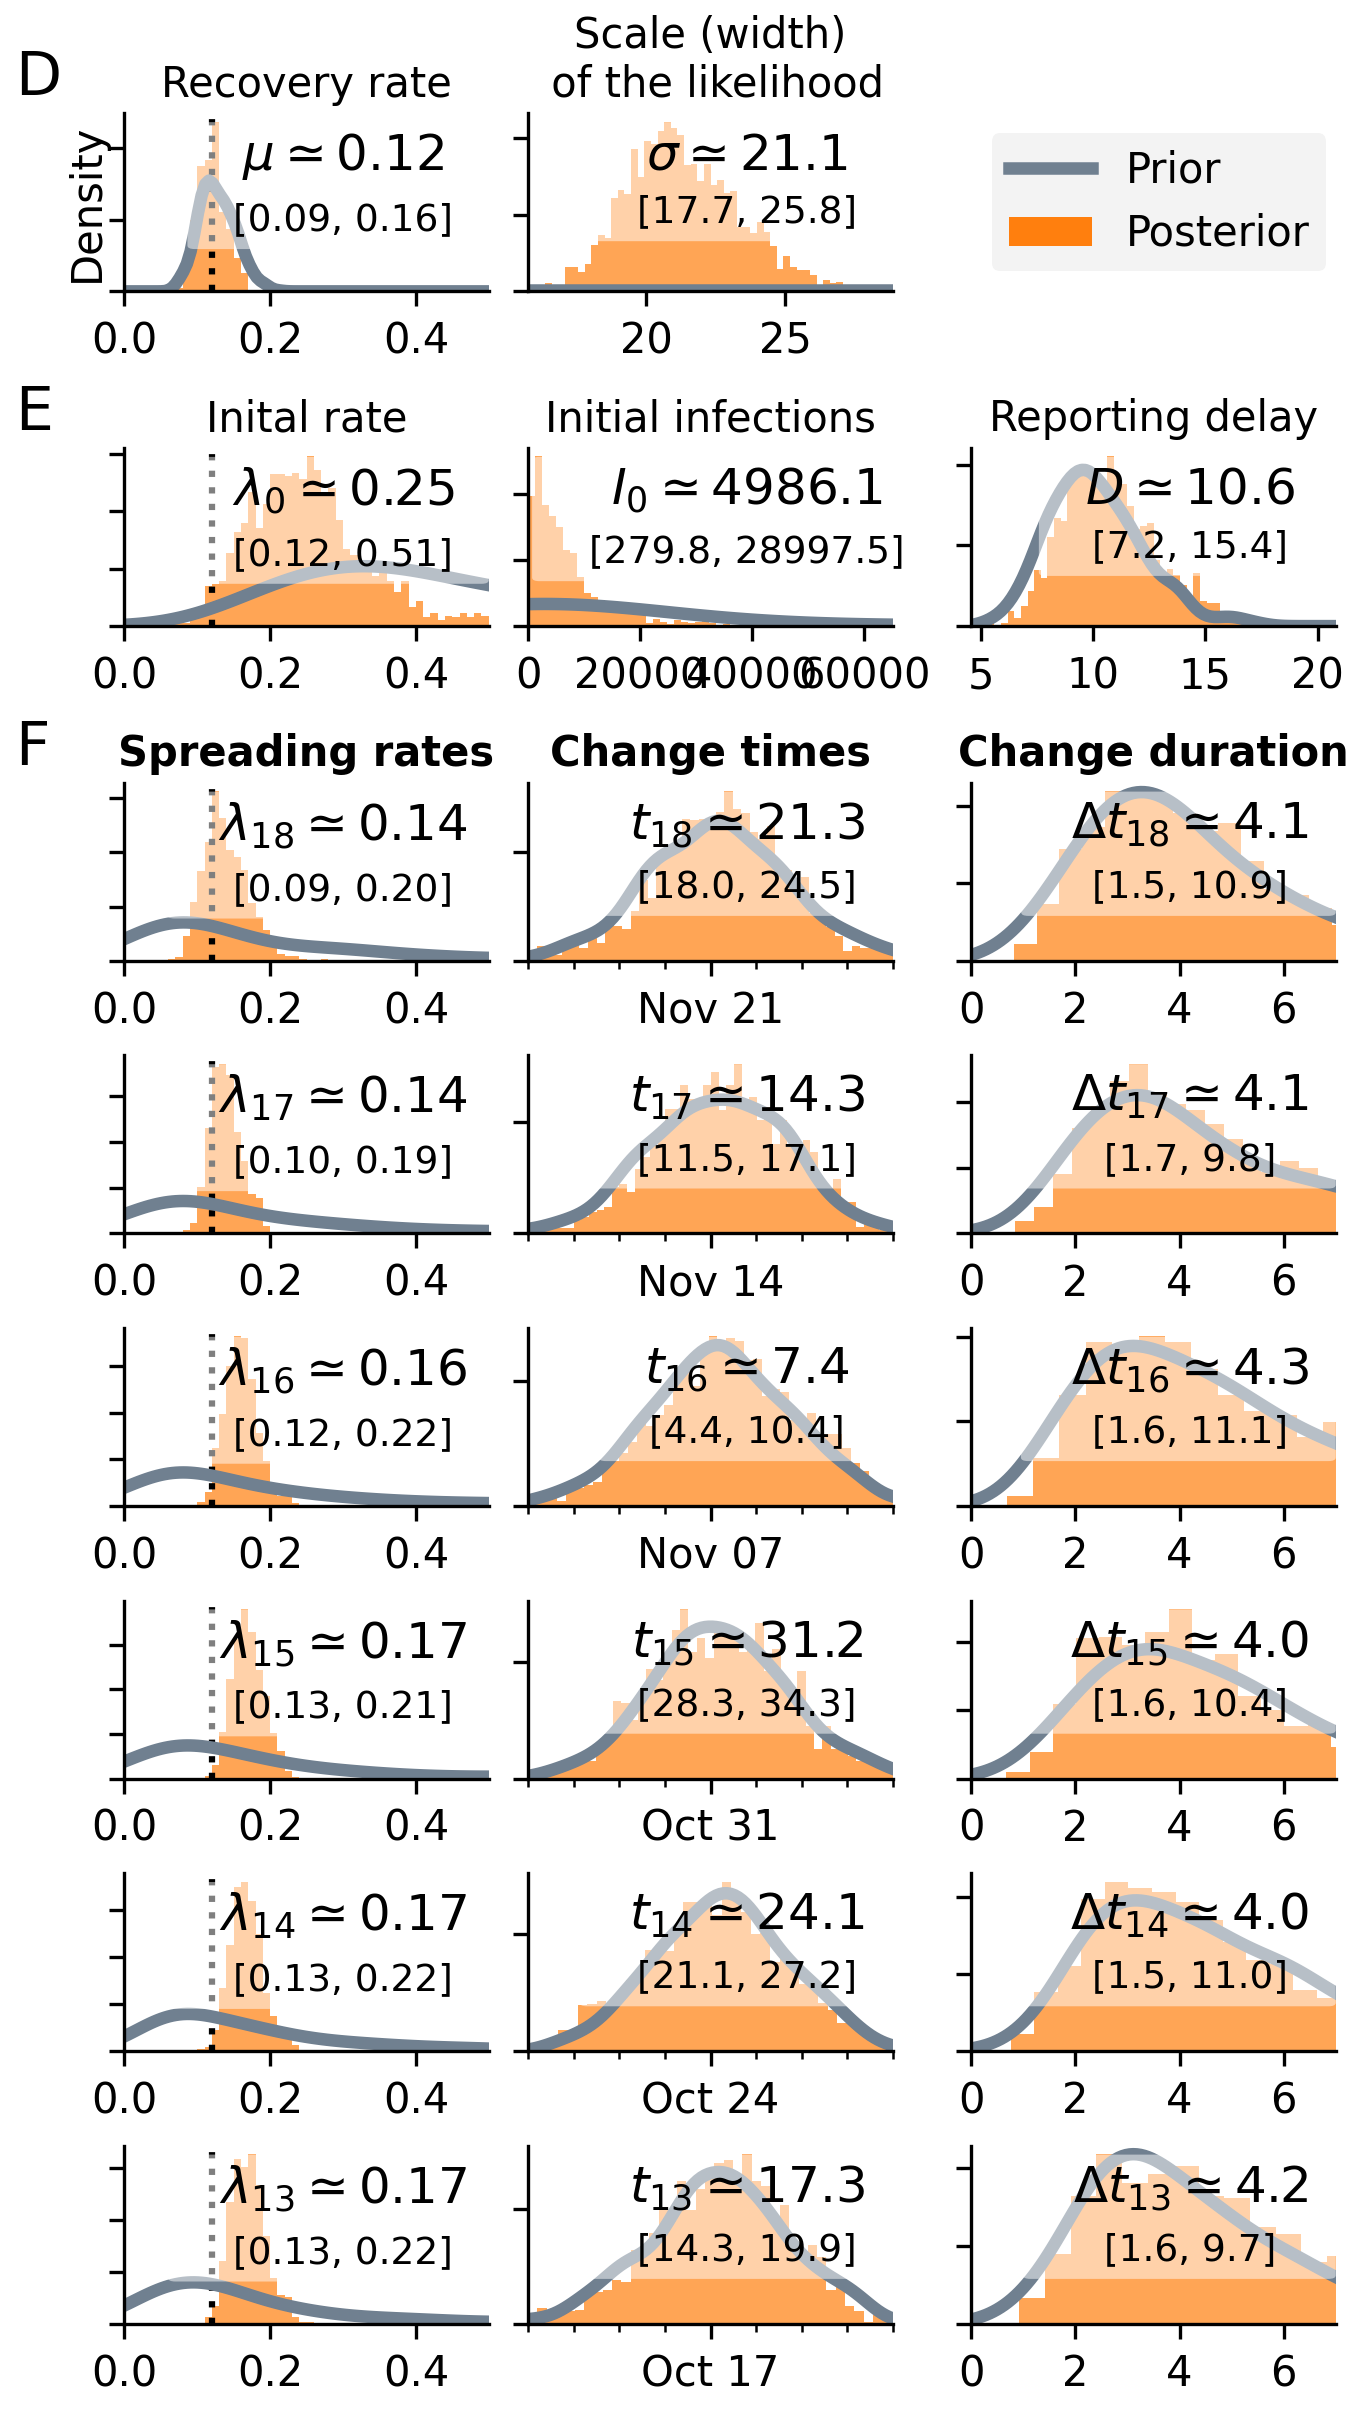 D
Recovery rate
Scale (width)
of the likelihood
Density
μ ≃ 0.12
[0.09, 0.16]
0.0 0.2 0.4
σ ≃ 21.1
[17.7, 25.8]
20 25
Prior
Posterior
E
Inital rate
λ0 ≃ 0.25
[0.12, 0.51]
0.0 0.2 0.4
Initial infections
I0 ≃ 4986.1
[279.8, 28997.5]
0 20000 40000 60000
Reporting delay
D ≃ 10.6
[7.2, 15.4]
5 10 15 20
F
Spreading rates
Change times
Change duration
λ18 ≃ 0.14
[0.09, 0.20]
0.0 0.2 0.4
t18 ≃ 21.3
[18.0, 24.5]
Nov 21
Δt18 ≃ 4.1
[1.5, 10.9]
0 2 4 6
λ17 ≃ 0.14
[0.10, 0.19]
0.0 0.2 0.4
t17 ≃ 14.3
[11.5, 17.1]
Nov 14
Δt17 ≃ 4.1
[1.7, 9.8]
0 2 4 6
λ16 ≃ 0.16
[0.12, 0.22]
0.0 0.2 0.4
t16 ≃ 7.4
[4.4, 10.4]
Nov 07
Δt16 ≃ 4.3
[1.6, 11.1]
0 2 4 6
λ15 ≃ 0.17
[0.13, 0.21]
0.0 0.2 0.4
t15 ≃ 31.2
[28.3, 34.3]
Oct 31
Δt15 ≃ 4.0
[1.6, 10.4]
0 2 4 6
λ14 ≃ 0.17
[0.13, 0.22]
0.0 0.2 0.4
t14 ≃ 24.1
[21.1, 27.2]
Oct 24
Δt14 ≃ 4.0
[1.5, 11.0]
0 2 4 6
λ13 ≃ 0.17
[0.13, 0.22]
0.0 0.2 0.4
t13 ≃ 17.3
[14.3, 19.9]
Oct 17
Δt13 ≃ 4.2
[1.6, 9.7]
0 2 4 6